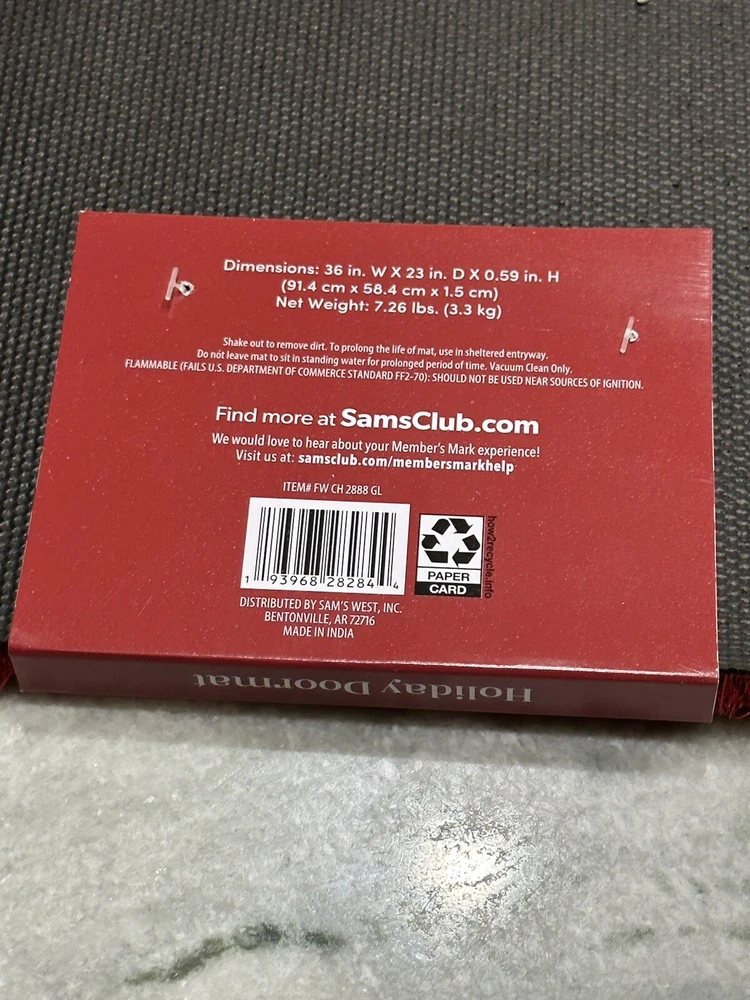 Dimensions: 36 in. W X 23 in. D X 0.59 in. H
(91.4 cm x 58.4 cm x 1.5 cm)
Net Weight: 7.26 lbs. (3.3 kg)
Shake out to remove dirt. To prolong the life of mat, use in sheltered entryway.
Do not leave mat to sit in standing water for prolonged period of time. Vacuum Clean Only.
FLAMMABLE (FAILS U.S. DEPARTMENT OF COMMERCE STANDARD FF2-70): SHOULD NOT BE USED NEAR SOURCES OF IGNITION.
Find more at SamsClub.com
We would love to hear about your Member's Mark experience!
Visit us at: samsclub.com/membersmarkhelp
ITEM# FW CH 2888 GL
1 93968 28284 4
PAPER
CARD
how2recycle.info
DISTRIBUTED BY SAM'S WEST, INC.
BENTONVILLE, AR 72716
MADE IN INDIA
Holiday Doormat